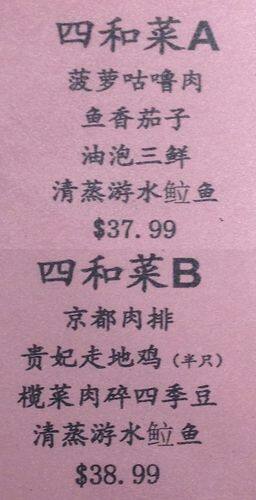 四和菜A
菠萝咕噜肉
鱼香茄子
油泡三鲜
清蒸游水鲿鱼
$37.99
四和菜B
京都肉排
贵妃走地鸡（半只）
榄菜肉碎四季豆
清蒸游水鲿鱼
$38.99